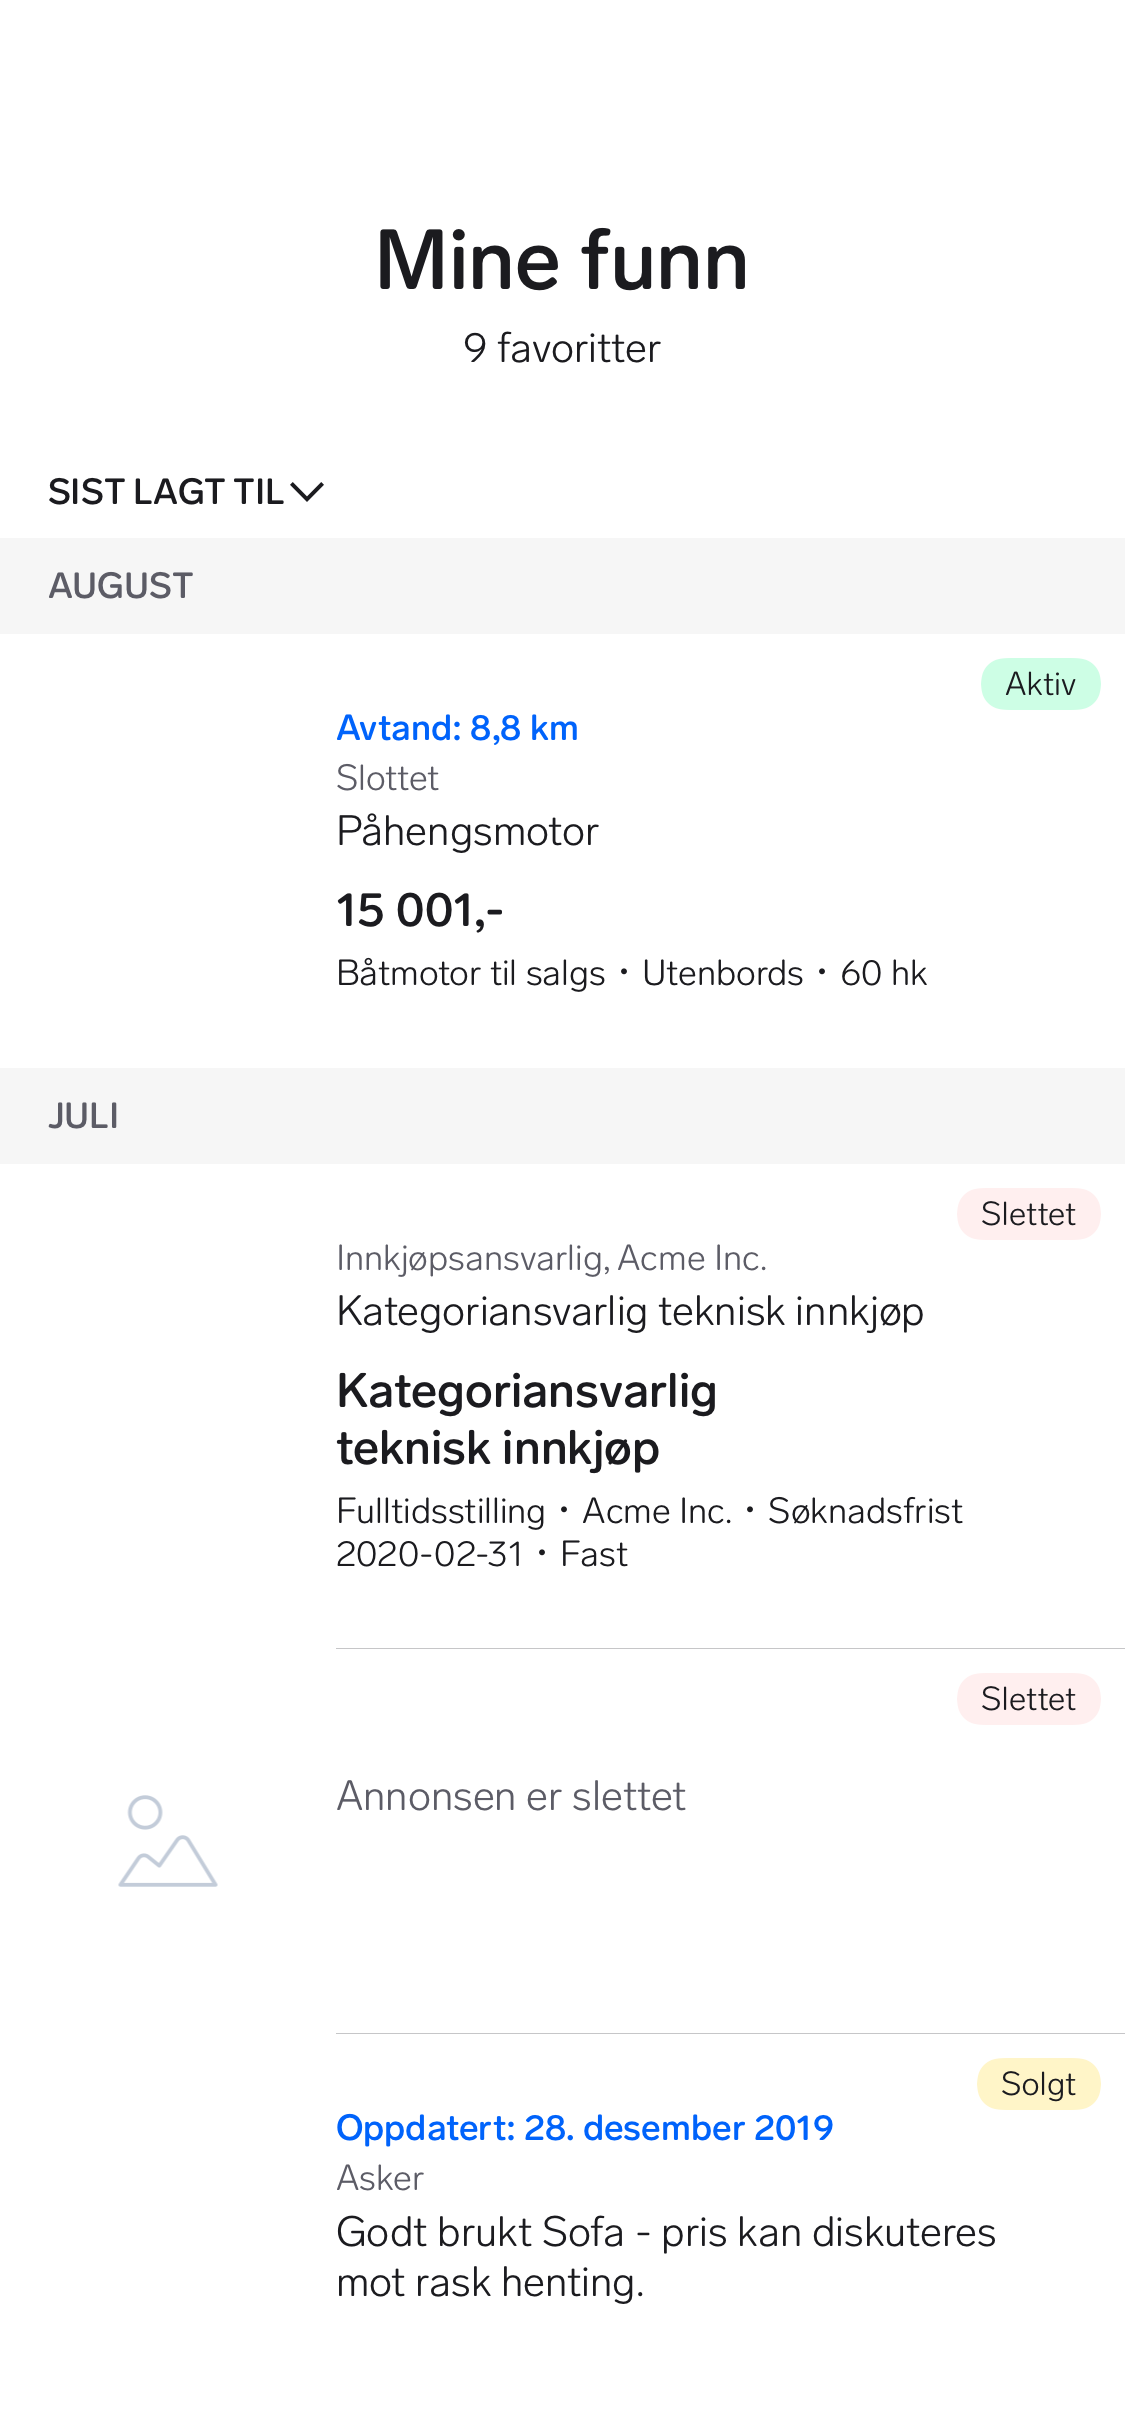 Mine funn
9 favoritter
SIST LAGT TIL
AUGUST
Aktiv
Avtand: 8,8 km
Slottet
Påhengsmotor
15 001,-
Båtmotor til salgs • Utenbords • 60 hk
JULI
Slettet
Innkjøpsansvarlig, Acme Inc.
Kategoriansvarlig teknisk innkjøp
Kategoriansvarlig
teknisk innkjøp
Fulltidsstilling • Acme Inc. • Søknadsfrist
2020-02-31 • Fast
Slettet
Annonsen er slettet
Solgt
Oppdatert: 28. desember 2019
Asker
Godt brukt Sofa - pris kan diskuteres
mot rask henting.